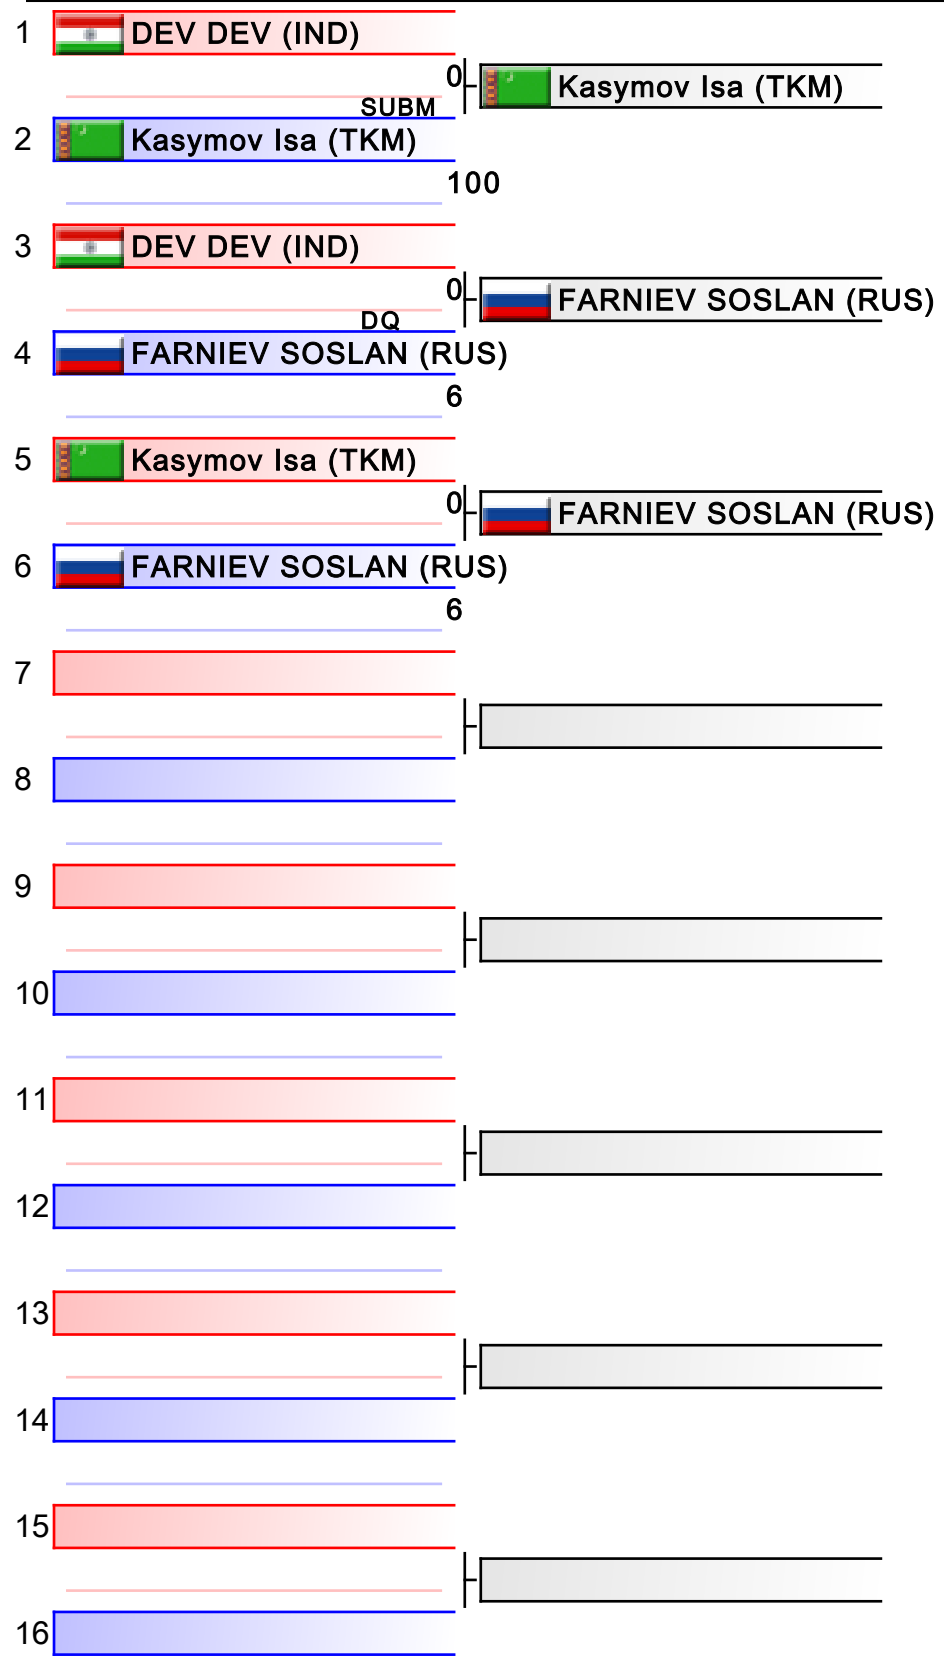 1 DEV DEV (IND)
0 Kasymov Isa (TKM)
SUBM
2 Kasymov Isa (TKM)
100
3 DEV DEV (IND)
0 FARNIEV SOSLAN (RUS)
DQ
4 FARNIEV SOSLAN (RUS)
6
5 Kasymov Isa (TKM)
0 FARNIEV SOSLAN (RUS)
6 FARNIEV SOSLAN (RUS)
6
7
8
9
10
11
12
13
14
15
16